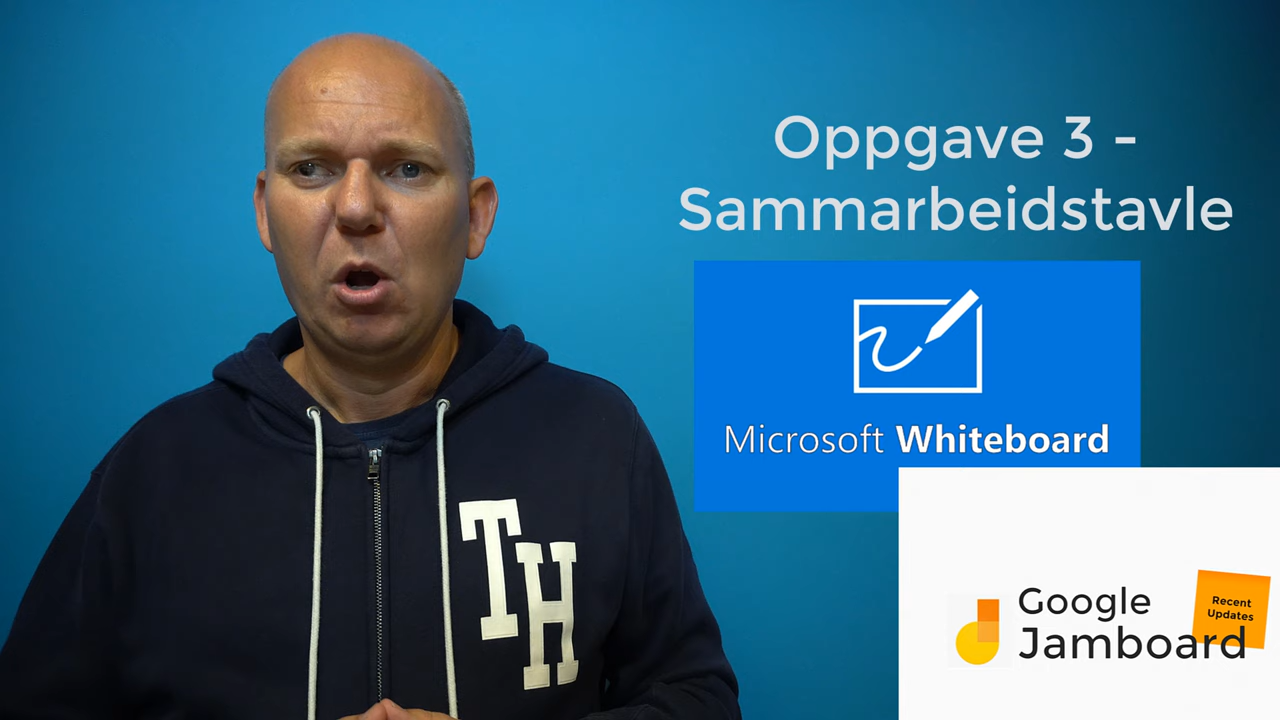 Oppgave 3 -
Sammarbeidstavle
Microsoft Whiteboard
Recent
Updates
Google
Jamboard
TH